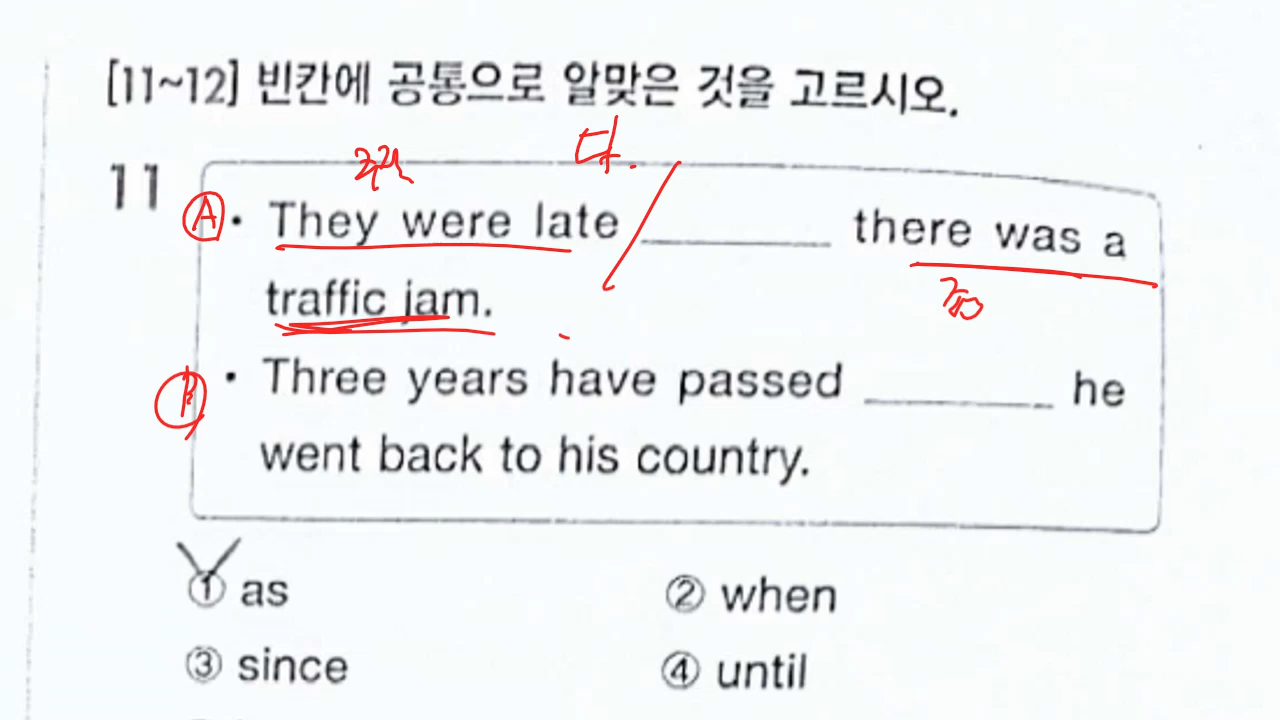 [11~12] 빈칸에 공통으로 알맞은 것을 고르시오.
다.
11
A
• They were late ________ there was a
traffic jam.
• Three years have passed ________ he
went back to his country.
① as
② when
③ since
④ until